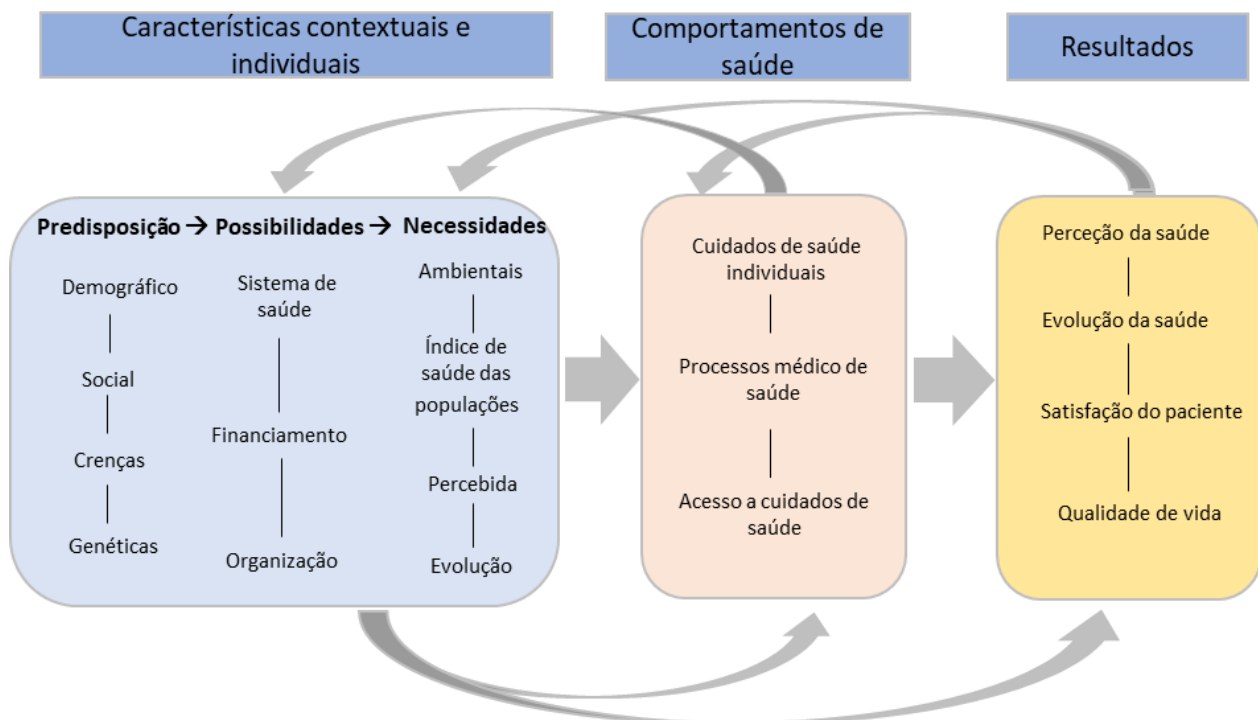 Características contextuais e
individuais
Comportamentos de
saúde
Resultados
Predisposição → Possibilidades → Necessidades
Demográfico
Social
Crenças
Genéticas
Sistema de
saúde
Financiamento
Organização
Ambientais
Índice de
saúde das
populações
Percebida
Evolução
Cuidados de saúde
individuais
Processos médico de
saúde
Acesso a cuidados de
saúde
Perceção da saúde
Evolução da saúde
Satisfação do paciente
Qualidade de vida